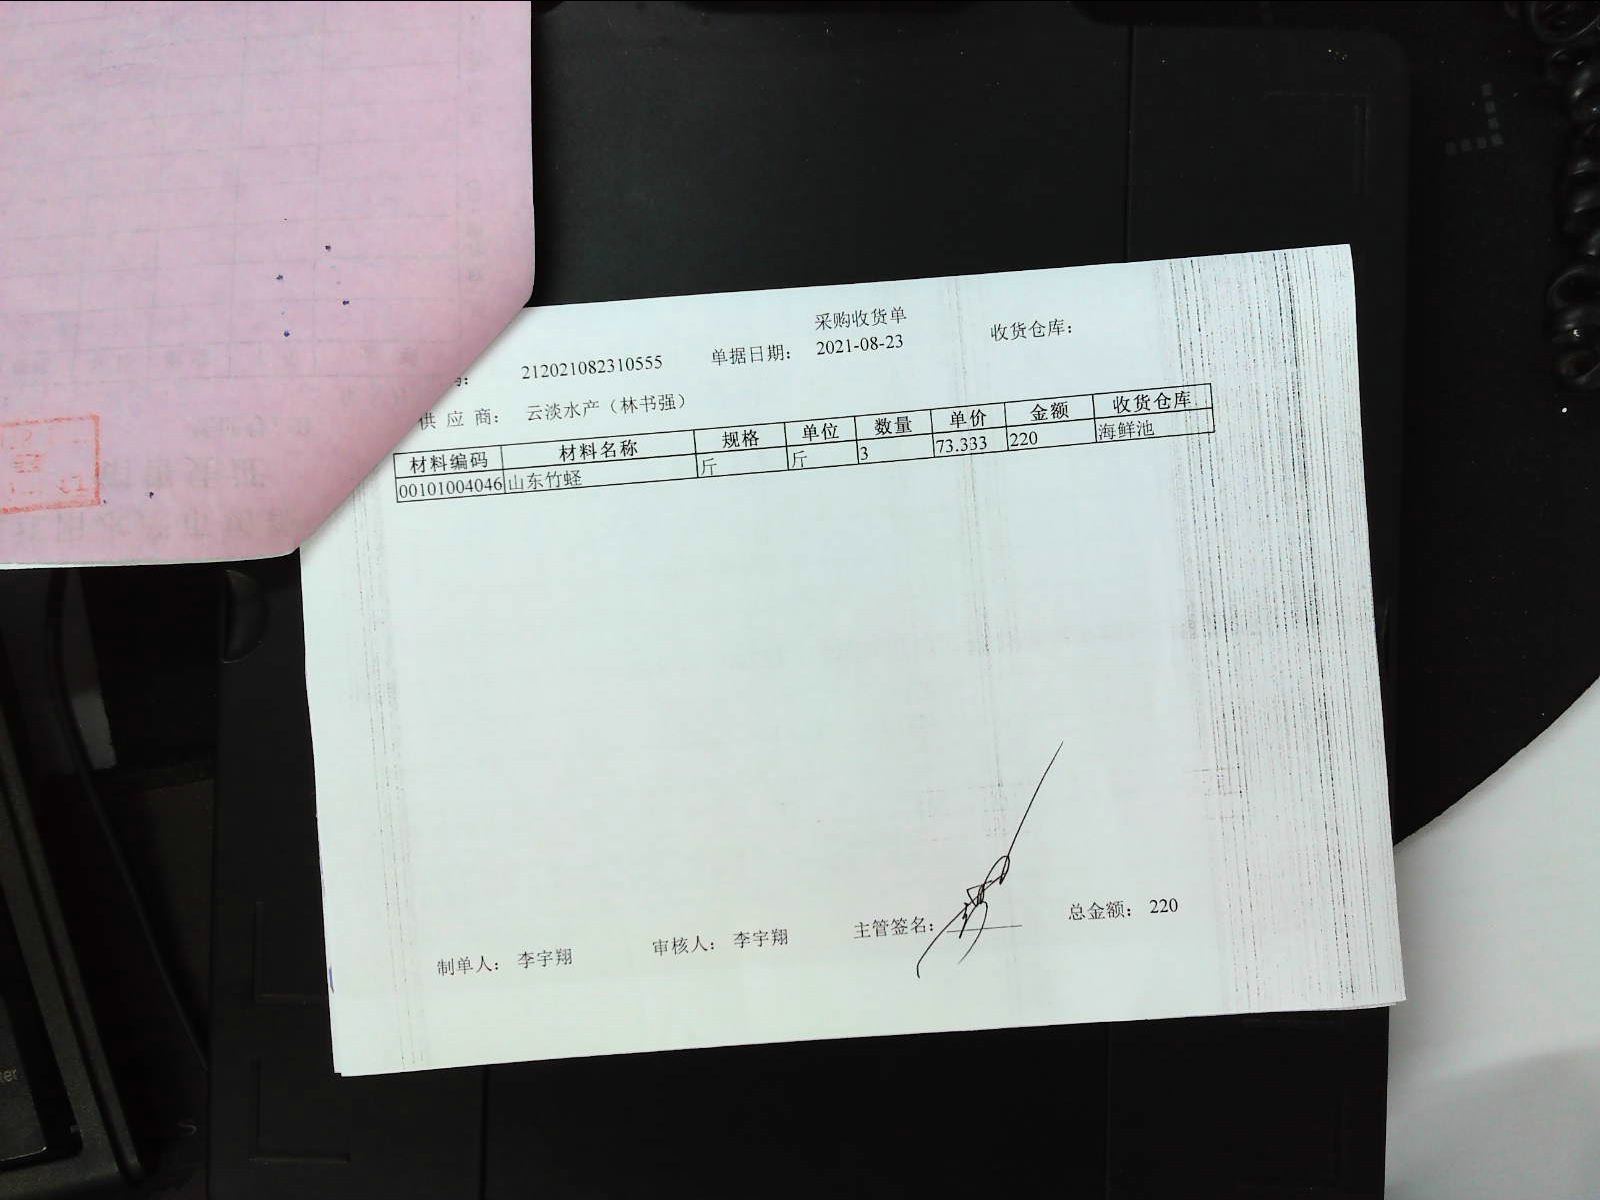 采购收货单
码: 212021082310555 单据日期: 2021-08-23 收货仓库:
供应商: 云淡水产（林书强）
材料编码 材料名称 规格 单位 数量 单价 金额 收货仓库
00101004046 山东竹蛏 斤 斤 3 73.333 220 海鲜池
制单人: 李宇翔 审核人: 李宇翔 主管签名: 总金额: 220